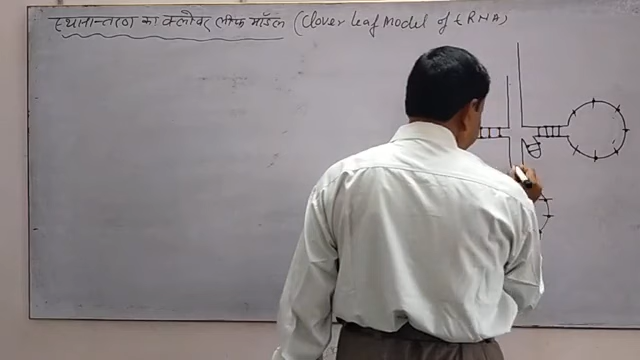 स्थानान्तरण का क्लोवर लीफ मॉडल (Clover Leaf Model of tRNA)